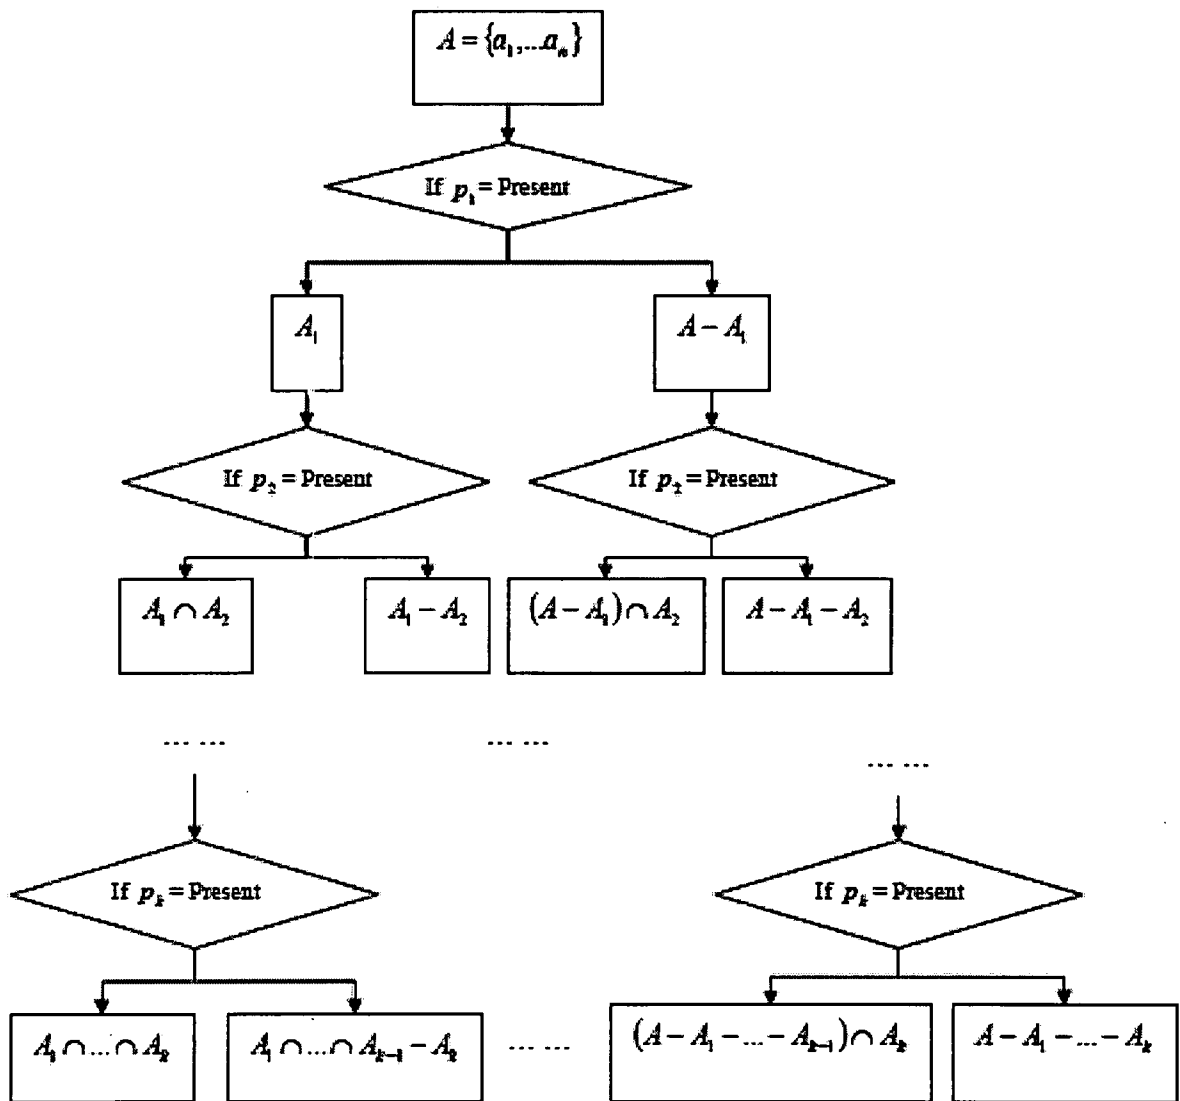 A = {a₁,...aₙ}
If p₁ = Present
A₁
A − A₁
If p₂ = Present
If p₂ = Present
A₁ ∩ A₂
A₁ − A₂
(A − A₁) ∩ A₂
A − A₁ − A₂
... ...
... ...
... ...
If pₖ = Present
If pₖ = Present
A₁ ∩ ... ∩ Aₖ
A₁ ∩ ... ∩ Aₖ₋₁ − Aₖ
... ...
(A − A₁ − ... − Aₖ₋₁) ∩ Aₖ
A − A₁ − ... − Aₖ